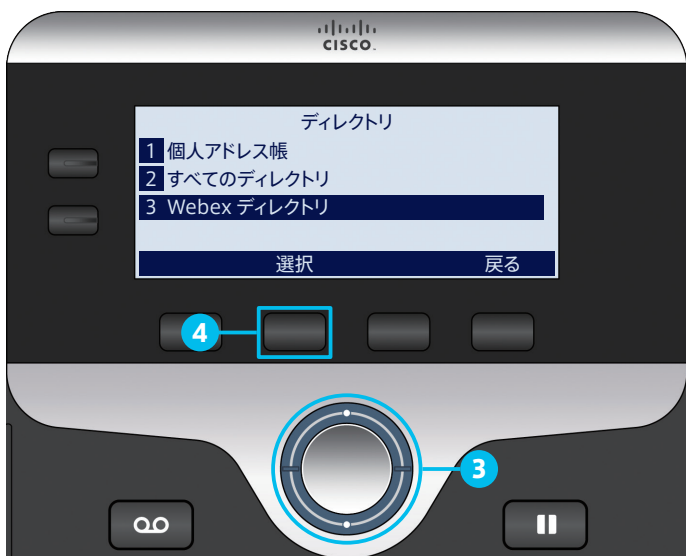 CISCO
ディレクトリ
1 個人アドレス帳
2 すべてのディレクトリ
3 Webex ディレクトリ
選択 戻る
4
3